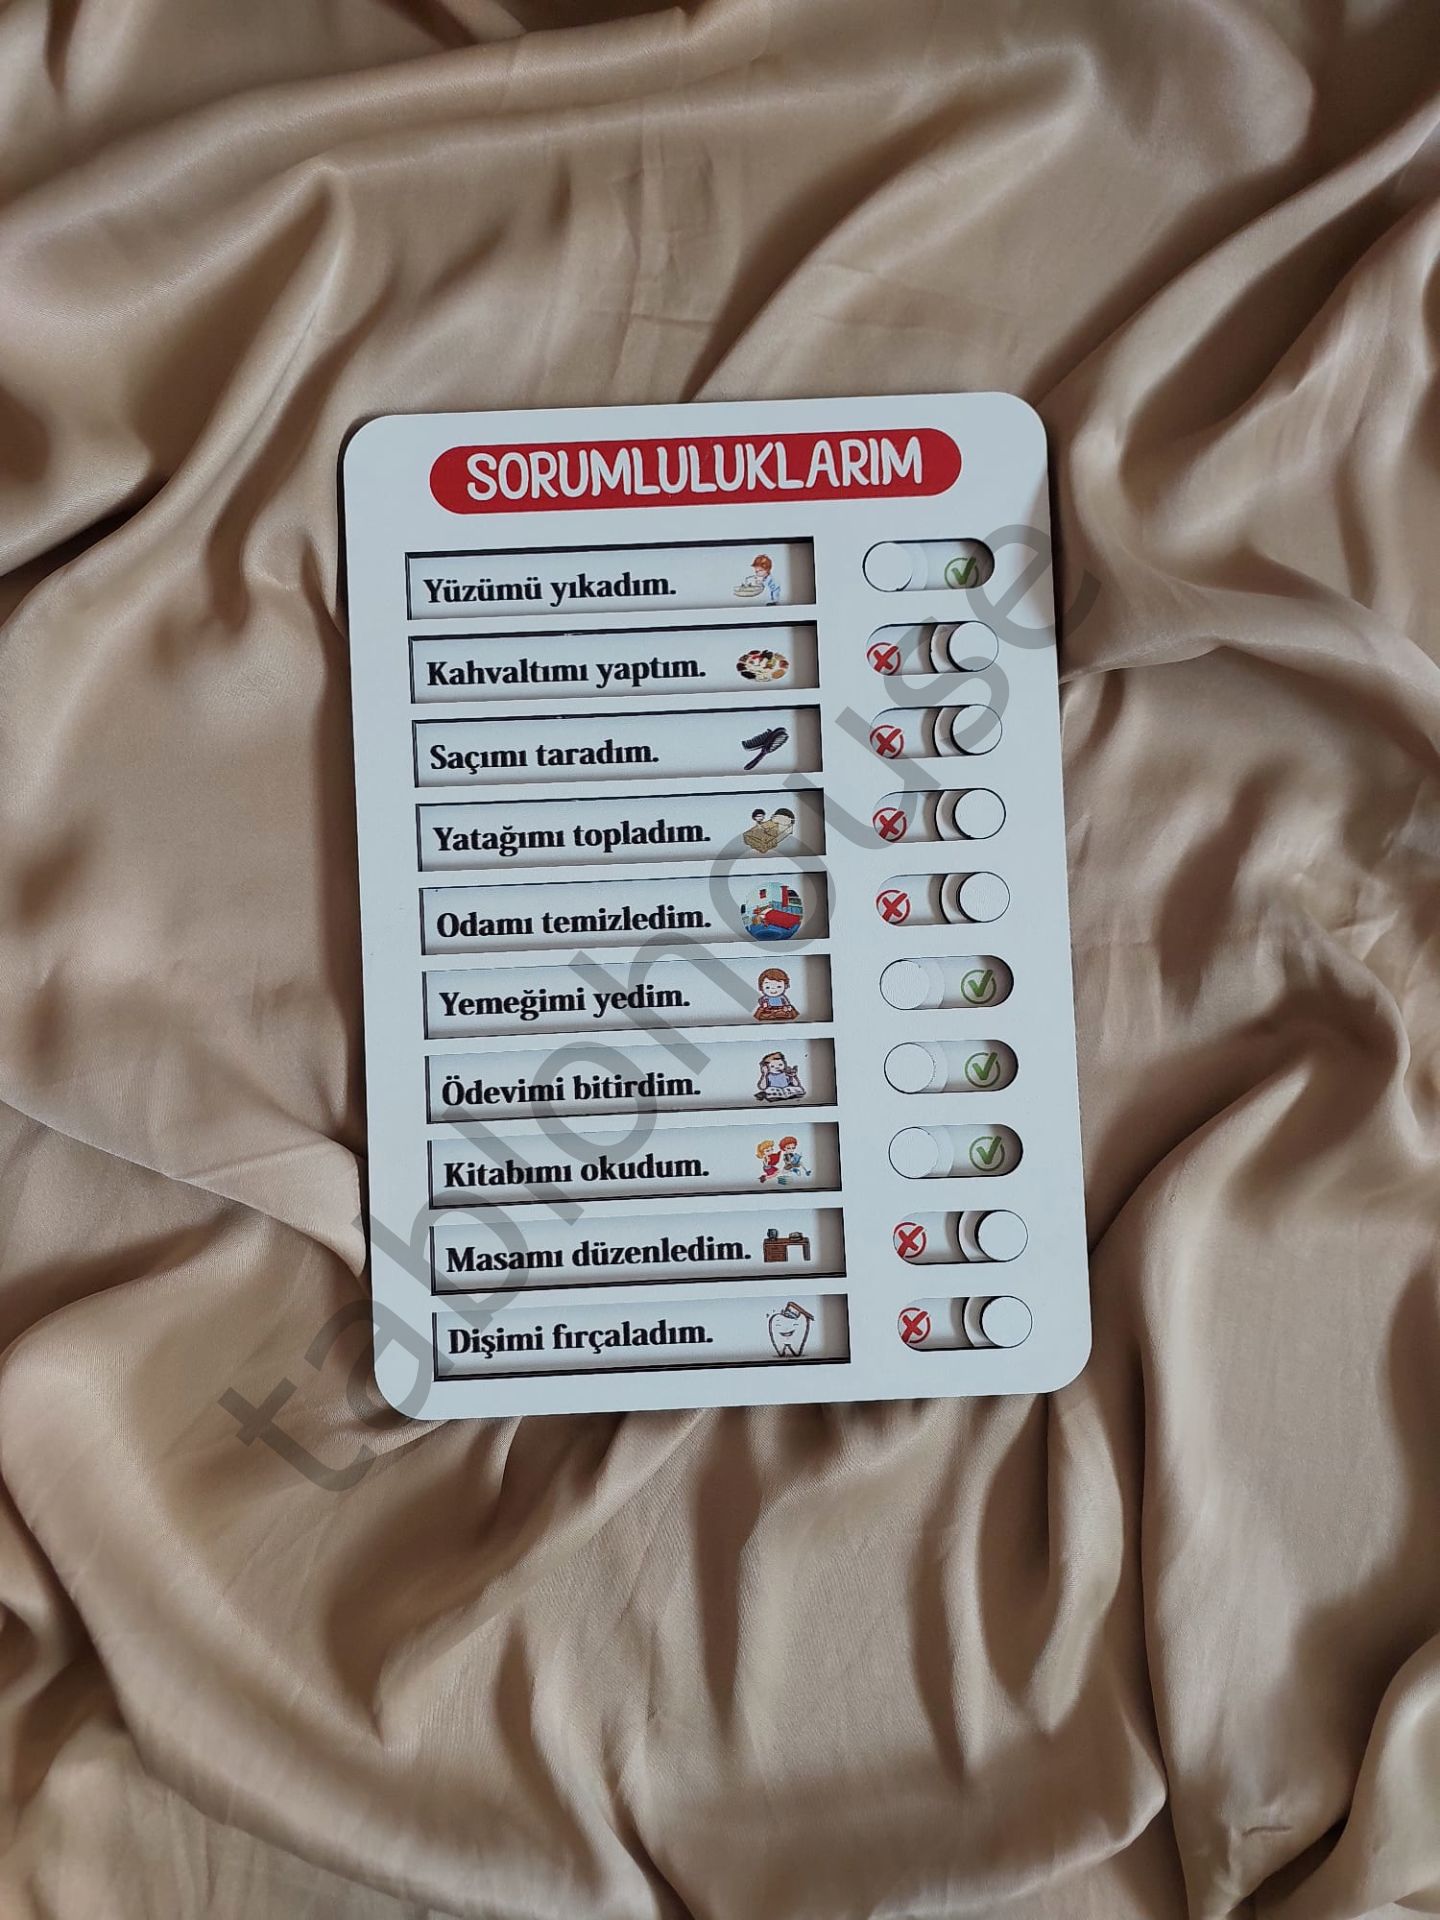 SORUMLULUKLARIM
Yüzümü yıkadım.
Kahvaltımı yaptım.
Saçımı taradım.
Yatağımı topladım.
Odamı temizledim.
Yemeğimi yedim.
Ödevimi bitirdim.
Kitabımı okudum.
Masamı düzenledim.
Dişimi fırçaladım.
tablohouse